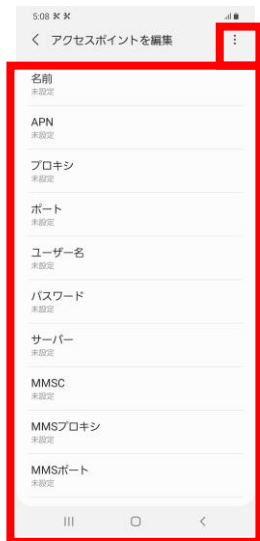 5:08
アクセスポイントを編集
名前
未設定
APN
未設定
プロキシ
未設定
ポート
未設定
ユーザー名
未設定
パスワード
未設定
サーバー
未設定
MMSC
未設定
MMSプロキシ
未設定
MMSポート
未設定